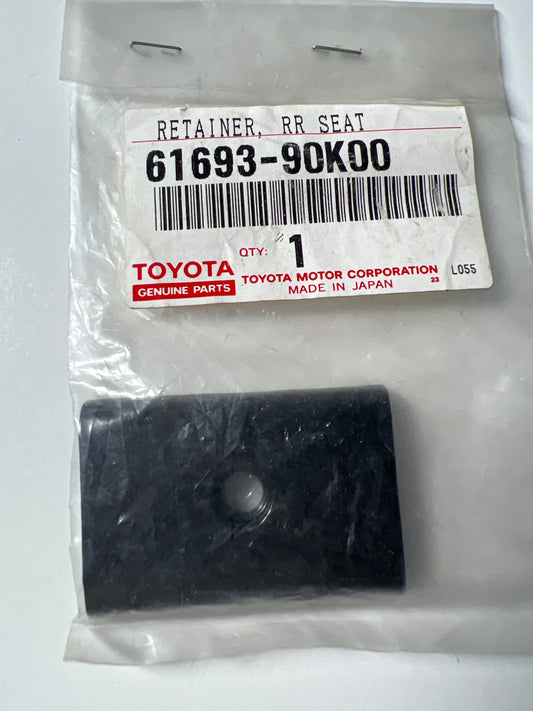 RETAINER, RR SEAT
61693-90K00
QTY: 1
TOYOTA
GENUINE PARTS
TOYOTA MOTOR CORPORATION
MADE IN JAPAN
23
L055